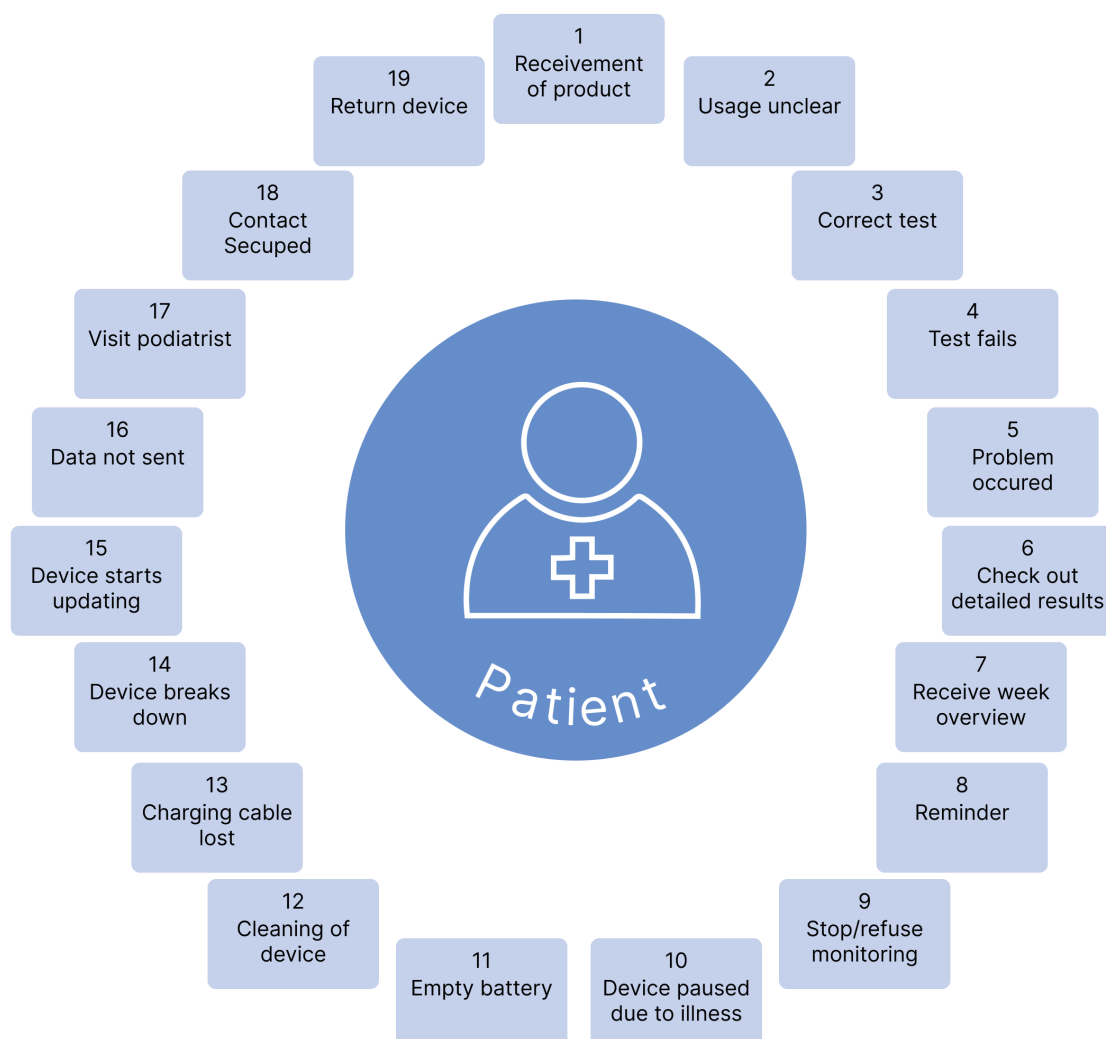 1
Receivement
of product
2
Usage unclear
3
Correct test
4
Test fails
5
Problem
occured
6
Check out
detailed results
7
Receive week
overview
8
Reminder
9
Stop/refuse
monitoring
10
Device paused
due to illness
11
Empty battery
12
Cleaning of
device
13
Charging cable
lost
14
Device breaks
down
15
Device starts
updating
16
Data not sent
17
Visit podiatrist
18
Contact
Secuped
19
Return device
Patient